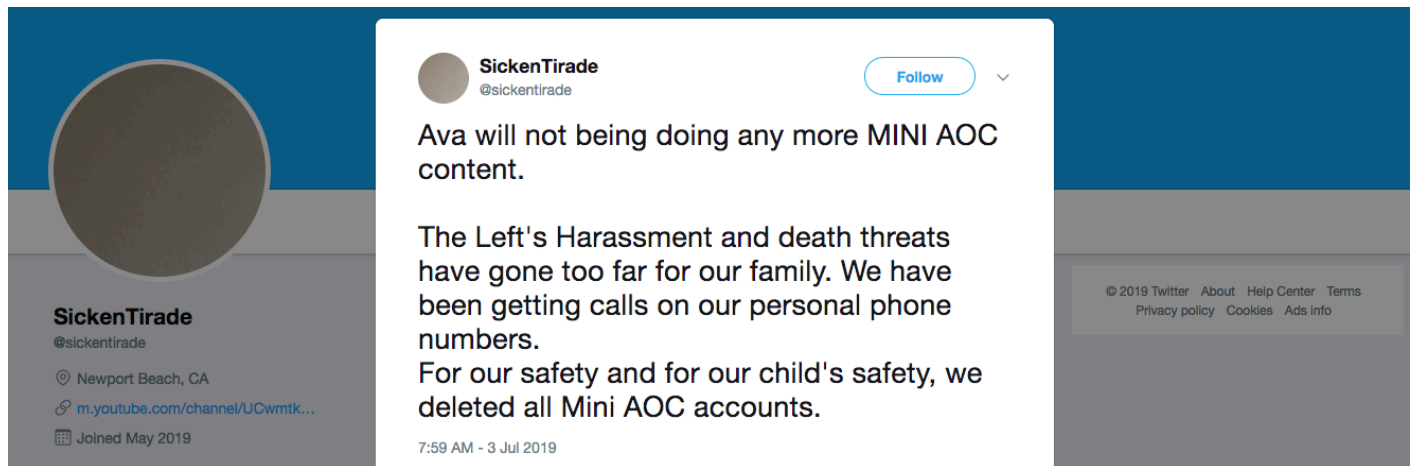 SickenTirade
@sickentirade
Follow
Ava will not being doing any more MINI AOC
content.
The Left's Harassment and death threats
have gone too far for our family. We have
been getting calls on our personal phone
numbers.
For our safety and for our child's safety, we
deleted all Mini AOC accounts.
7:59 AM - 3 Jul 2019
SickenTirade
@sickentirade
Newport Beach, CA
m.youtube.com/channel/UCwmtk...
Joined May 2019
© 2019 Twitter About Help Center Terms
Privacy policy Cookies Ads info